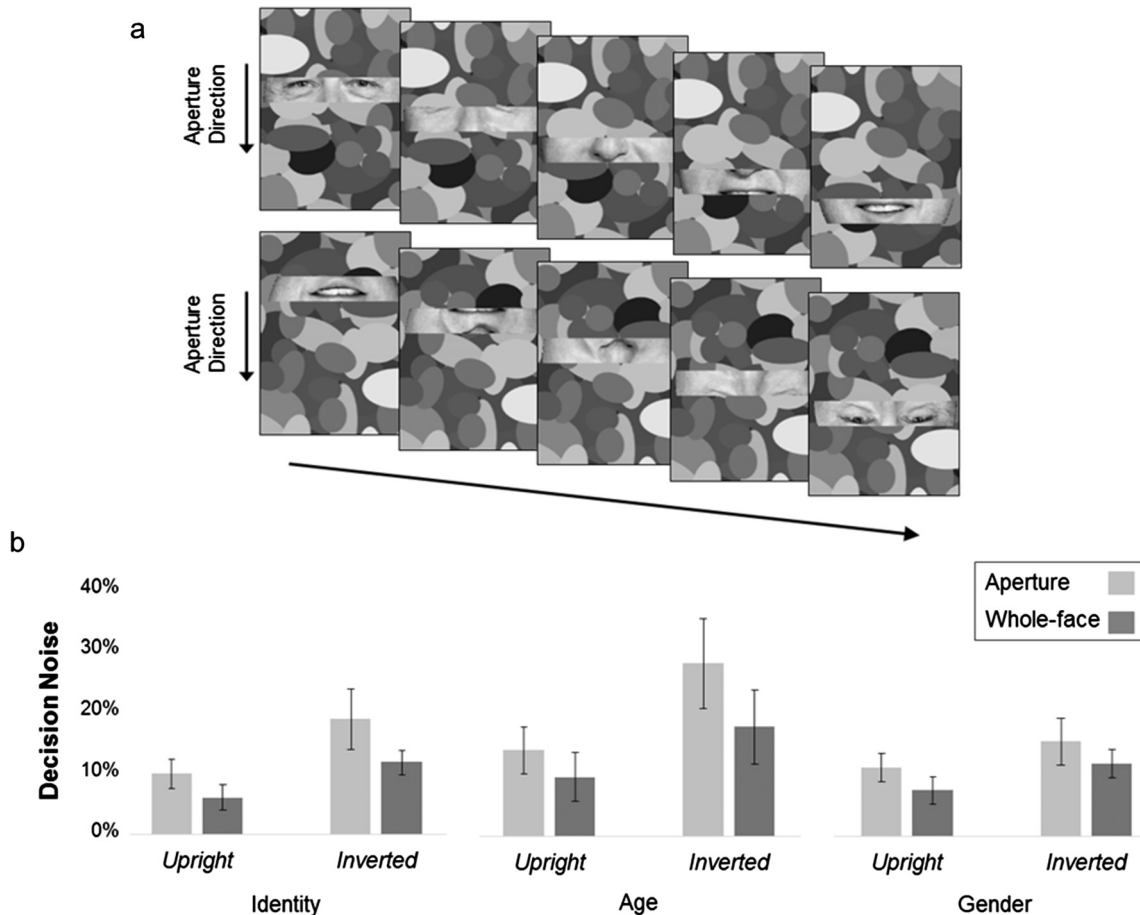 a
Aperture
Direction
Aperture
Direction
b
Decision Noise
40%
30%
20%
10%
0%
Aperture
Whole-face
Upright
Inverted
Upright
Inverted
Upright
Inverted
Identity
Age
Gender